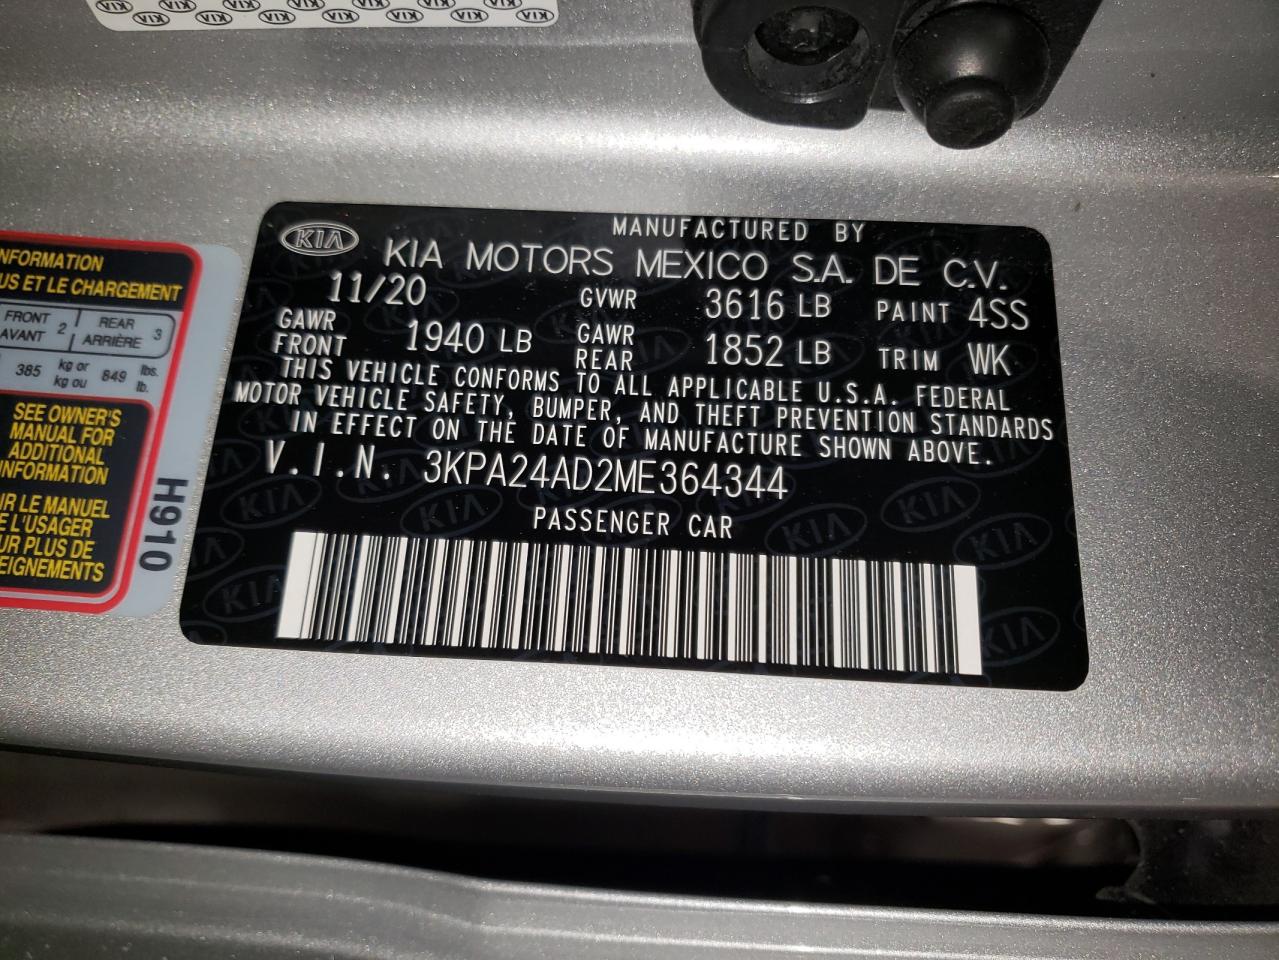 KIA
MANUFACTURED BY
KIA MOTORS MEXICO S.A. DE C.V.
11/20 GVWR 3616 LB PAINT 4SS
GAWR FRONT 1940 LB GAWR REAR 1852 LB TRIM WK
THIS VEHICLE CONFORMS TO ALL APPLICABLE U.S.A. FEDERAL
MOTOR VEHICLE SAFETY, BUMPER, AND THEFT PREVENTION STANDARDS
IN EFFECT ON THE DATE OF MANUFACTURE SHOWN ABOVE.
V.I.N. 3KPA24AD2ME364344
PASSENGER CAR
NFORMATION
US ET LE CHARGEMENT
FRONT AVANT 2 REAR ARRIÈRE 3
385 kg or kg ou 849 lbs. lb.
SEE OWNER'S
MANUAL FOR
ADDITIONAL
INFORMATION
IR LE MANUEL
E L'USAGER
UR PLUS DE
EIGNEMENTS
H910